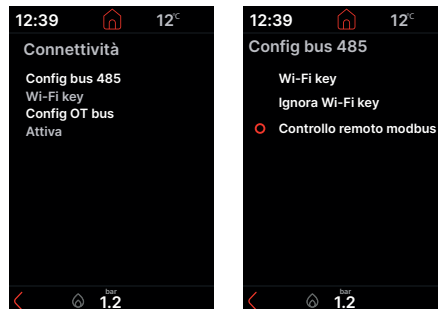 12:39 12°C
Connettività
Config bus 485
Wi-Fi key
Config OT bus
Attiva
bar
1.2
12:39 12°C
Config bus 485
Wi-Fi key
Ignora Wi-Fi key
Controllo remoto modbus
bar
1.2